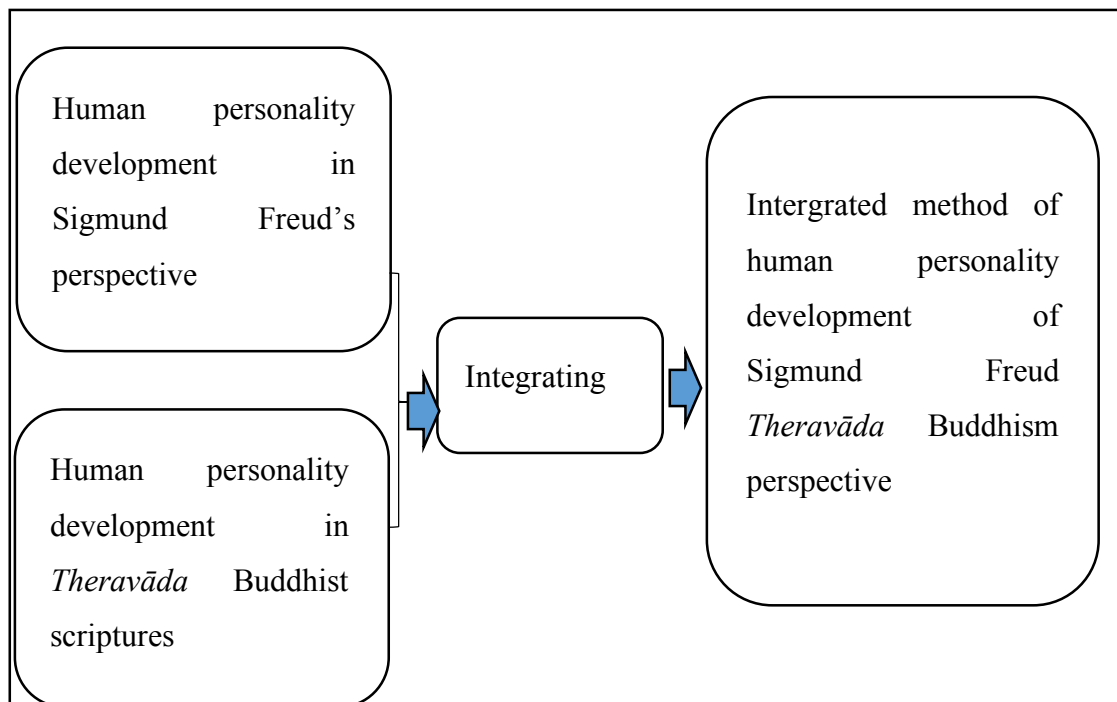 Human personality
development in
Sigmund Freud’s
perspective
Human personality
development in
Theravāda Buddhist
scriptures
Integrating
Intergrated method of
human personality
development of
Sigmund Freud
Theravāda Buddhism
perspective